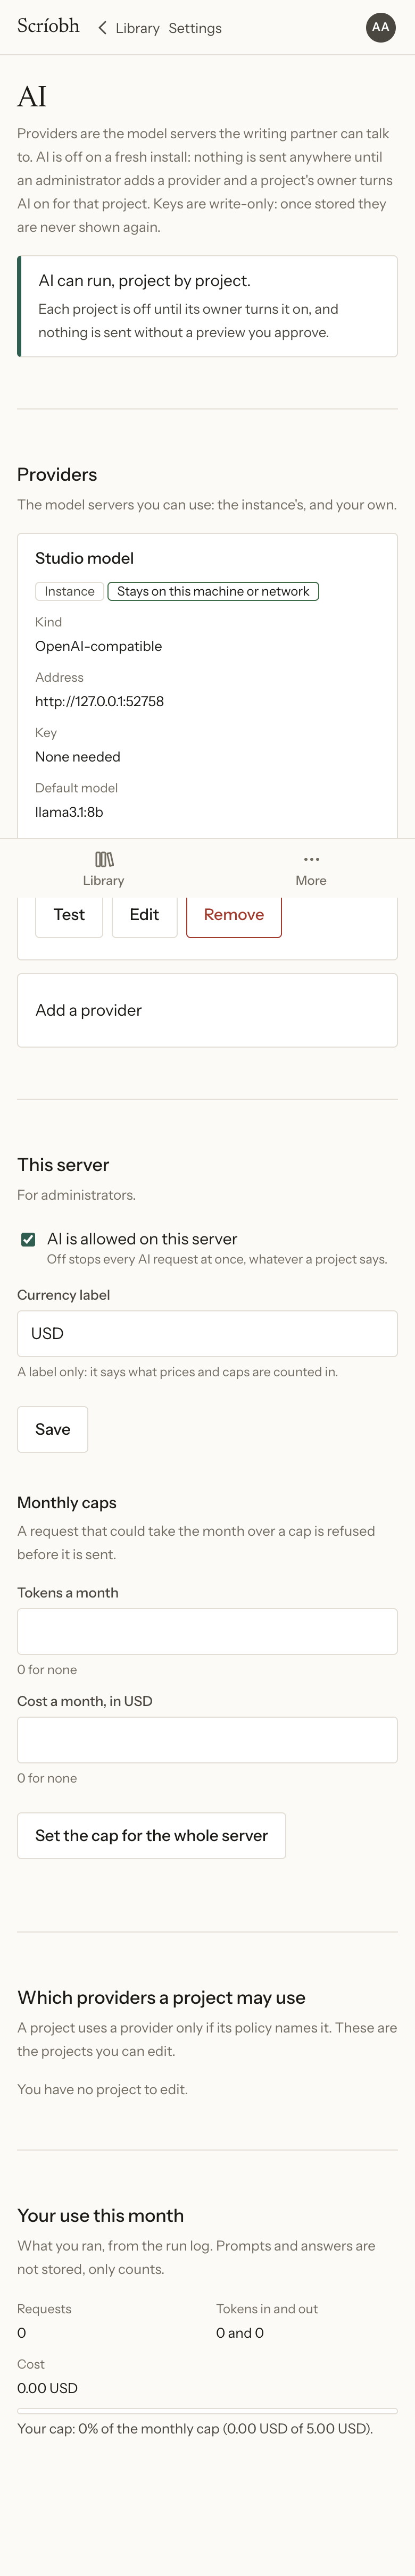 Scríobh
Library Settings
AA
AI
Providers are the model servers the writing partner can talk
to. AI is off on a fresh install: nothing is sent anywhere until
an administrator adds a provider and a project's owner turns
AI on for that project. Keys are write-only: once stored they
are never shown again.
AI can run, project by project.
Each project is off until its owner turns it on, and
nothing is sent without a preview you approve.
Providers
The model servers you can use: the instance's, and your own.
Studio model
Instance Stays on this machine or network
Kind
OpenAI-compatible
Address
http://127.0.0.1:52758
Key
None needed
Default model
llama3.1:8b
Library More
Test Edit Remove
Add a provider
This server
For administrators.
AI is allowed on this server
Off stops every AI request at once, whatever a project says.
Currency label
USD
A label only: it says what prices and caps are counted in.
Save
Monthly caps
A request that could take the month over a cap is refused
before it is sent.
Tokens a month
0 for none
Cost a month, in USD
0 for none
Set the cap for the whole server
Which providers a project may use
A project uses a provider only if its policy names it. These are
the projects you can edit.
You have no project to edit.
Your use this month
What you ran, from the run log. Prompts and answers are
not stored, only counts.
Requests Tokens in and out
0 0 and 0
Cost
0.00 USD
Your cap: 0% of the monthly cap (0.00 USD of 5.00 USD).